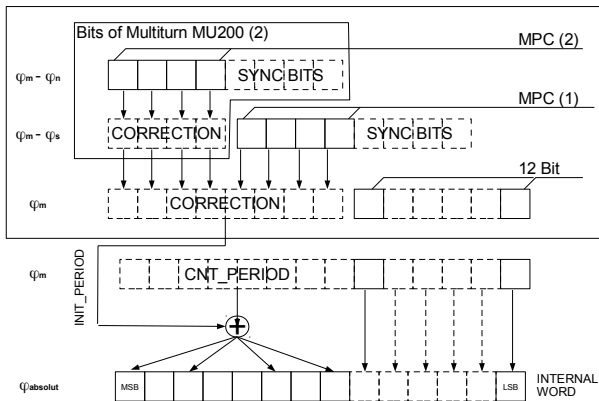 Bits of Multiturn MU200 (2)
MPC (2)
φm - φn
SYNC BITS
MPC (1)
φm - φs
CORRECTION
SYNC BITS
12 Bit
φm
CORRECTION
INIT_PERIOD
φm
CNT_PERIOD
+
φabsolut
MSB
LSB
INTERNAL
WORD